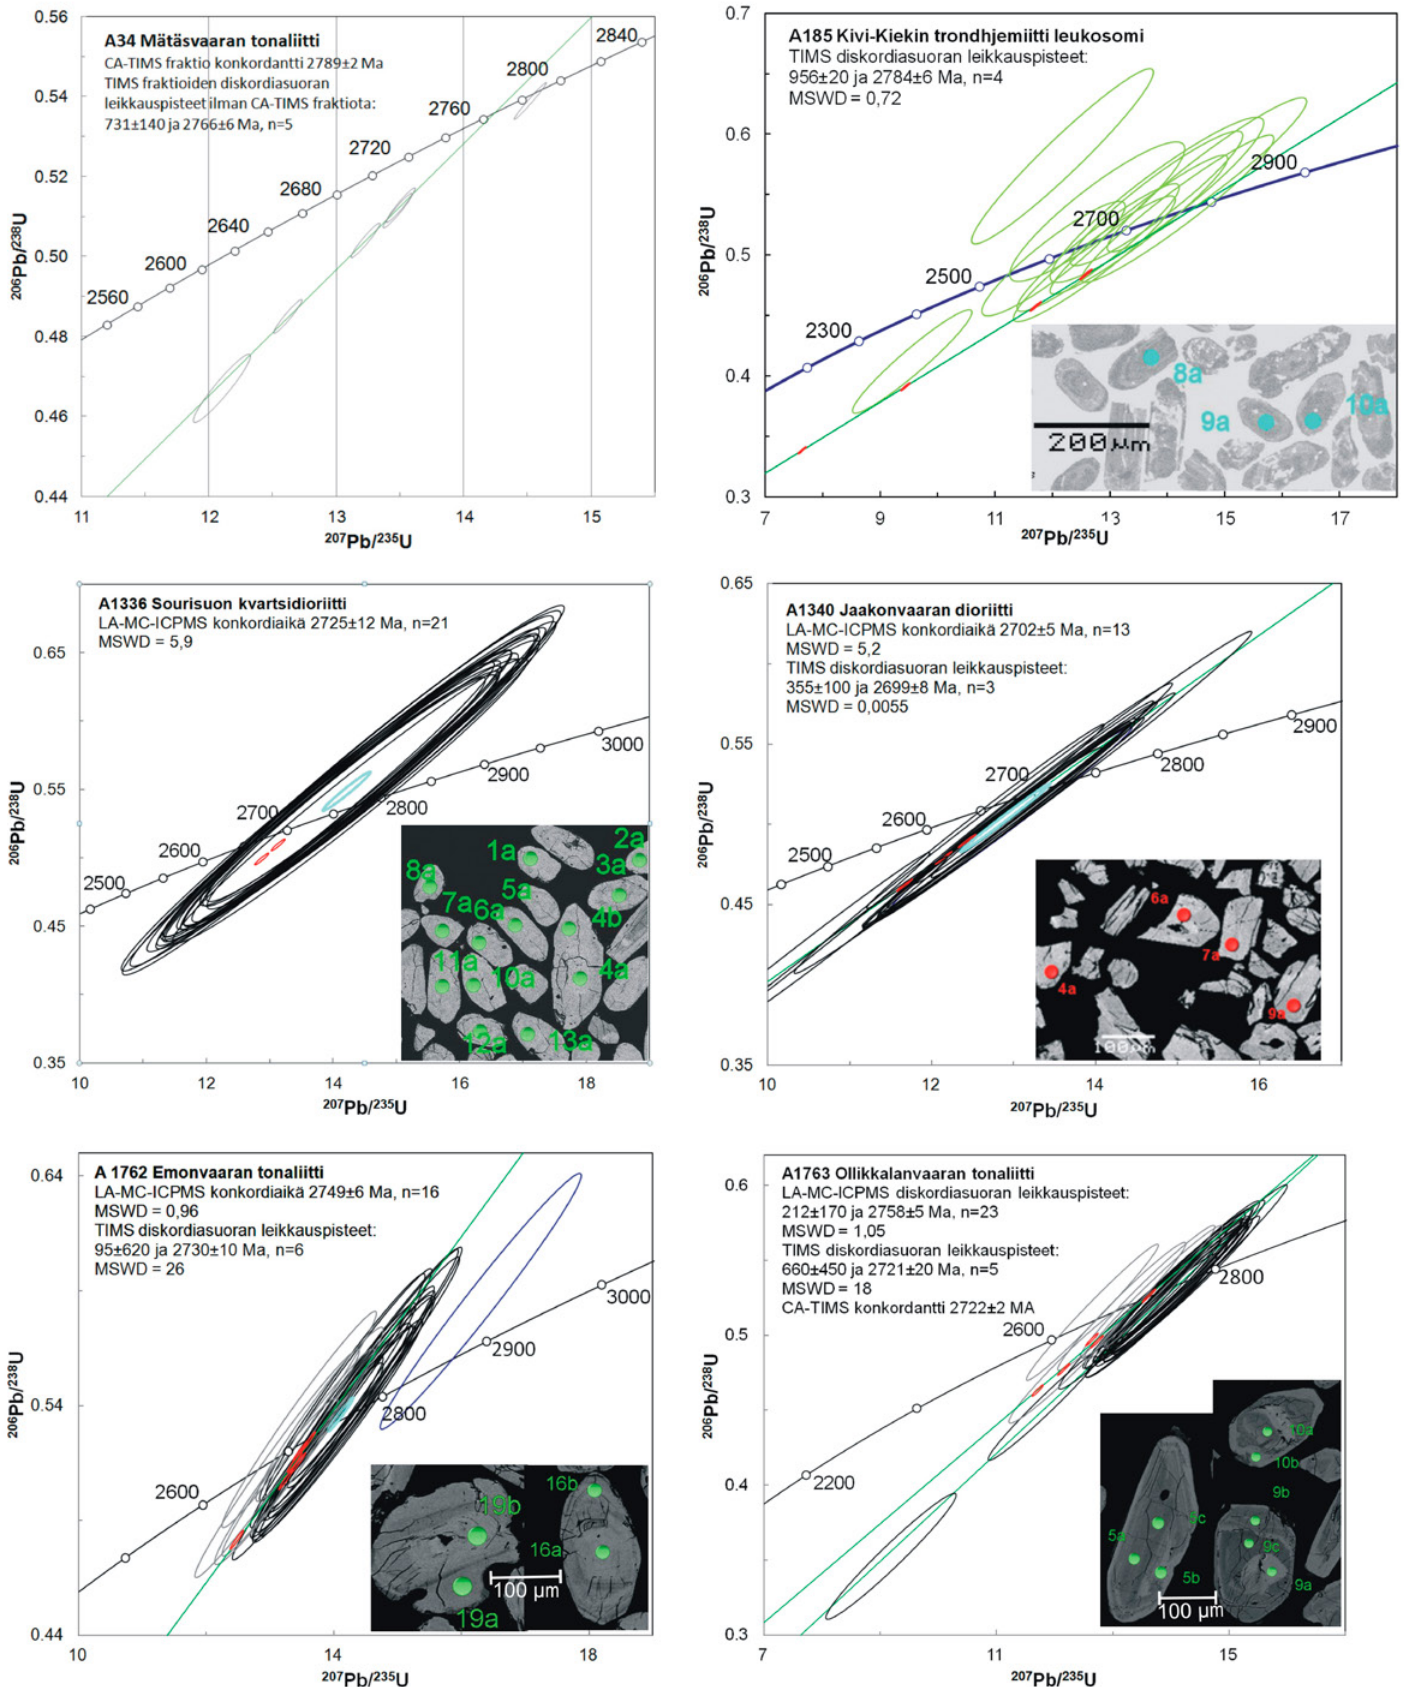 A34 Mätäsvaaran tonaliitti
CA-TIMS fraktio konkordantti 2789±2 Ma
TIMS fraktioiden diskordiasuoran
leikkauspisteet ilman CA-TIMS fraktiota:
731±140 ja 2766±6 Ma, n=5
0.56
0.54
0.52
0.50
0.48
0.46
0.44
2560
2600
2640
2680
2720
2760
2800
2840
11
12
13
14
15
206Pb/238U
207Pb/235U
A185 Kivi-Kiekin trondhjemiitti leukosomi
TIMS diskordiasuoran leikkauspisteet:
956±20 ja 2784±6 Ma, n=4
MSWD = 0,72
0.7
0.6
0.5
0.4
0.3
2300
2500
2700
2900
8a
9a
10a
200µm
7
9
11
13
15
17
206Pb/238U
207Pb/235U
A1336 Sourisuon kvartsidioriitti
LA-MC-ICPMS konkordiaikä 2725±12 Ma, n=21
MSWD = 5,9
0.65
0.55
0.45
0.35
2500
2600
2700
2800
2900
3000
1a
2a
3a
8a
5a
7a
6a
4b
11a
10a
4a
12a
13a
10
12
14
16
18
206Pb/238U
207Pb/235U
A1340 Jaakonvaaran dioriitti
LA-MC-ICPMS konkordiaikä 2702±5 Ma, n=13
MSWD = 5,2
TIMS diskordiasuoran leikkauspisteet:
355±100 ja 2699±8 Ma, n=3
MSWD = 0,0055
0.65
0.55
0.45
0.35
2500
2600
2700
2800
2900
6a
7a
4a
9a
100µm
10
12
14
16
206Pb/238U
207Pb/235U
A 1762 Emonvaaran tonaliitti
LA-MC-ICPMS konkordiaikä 2749±6 Ma, n=16
MSWD = 0,96
TIMS diskordiasuoran leikkauspisteet:
95±620 ja 2730±10 Ma, n=6
MSWD = 26
0.64
0.54
0.44
2600
2800
2900
3000
19b
16b
16a
19a
100 µm
10
14
18
206Pb/238U
207Pb/235U
A1763 Ollikkalanvaaran tonaliitti
LA-MC-ICPMS diskordiasuoran leikkauspisteet:
212±170 ja 2758±5 Ma, n=23
MSWD = 1,05
TIMS diskordiasuoran leikkauspisteet:
660±450 ja 2721±20 Ma, n=5
MSWD = 18
CA-TIMS konkordantti 2722±2 MA
0.6
0.5
0.4
0.3
2200
2600
2800
10a
10b
9b
5c
5a
9c
5b
9a
100 µm
7
11
15
206Pb/238U
207Pb/235U